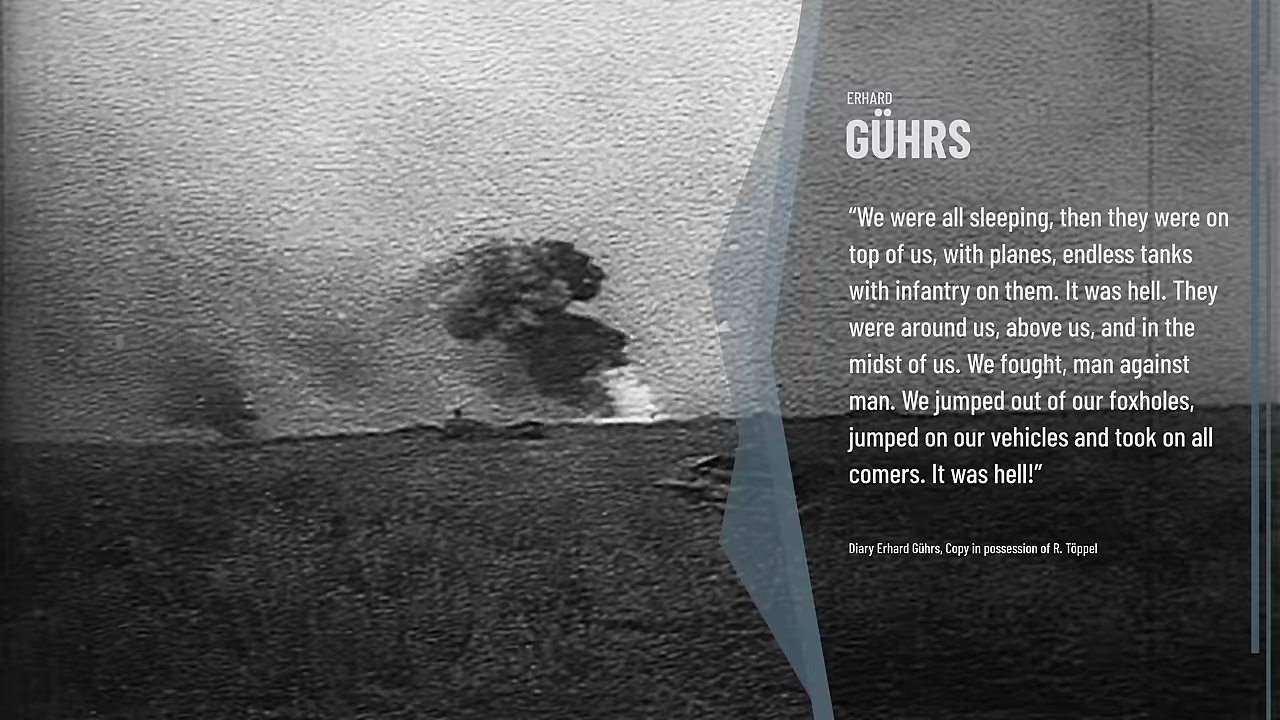 ERHARD
GÜHRS
“We were all sleeping, then they were on
top of us, with planes, endless tanks
with infantry on them. It was hell. They
were around us, above us, and in the
midst of us. We fought, man against
man. We jumped out of our foxholes,
jumped on our vehicles and took on all
comers. It was hell!”
Diary Erhard Gührs, Copy in possession of R. Töppel